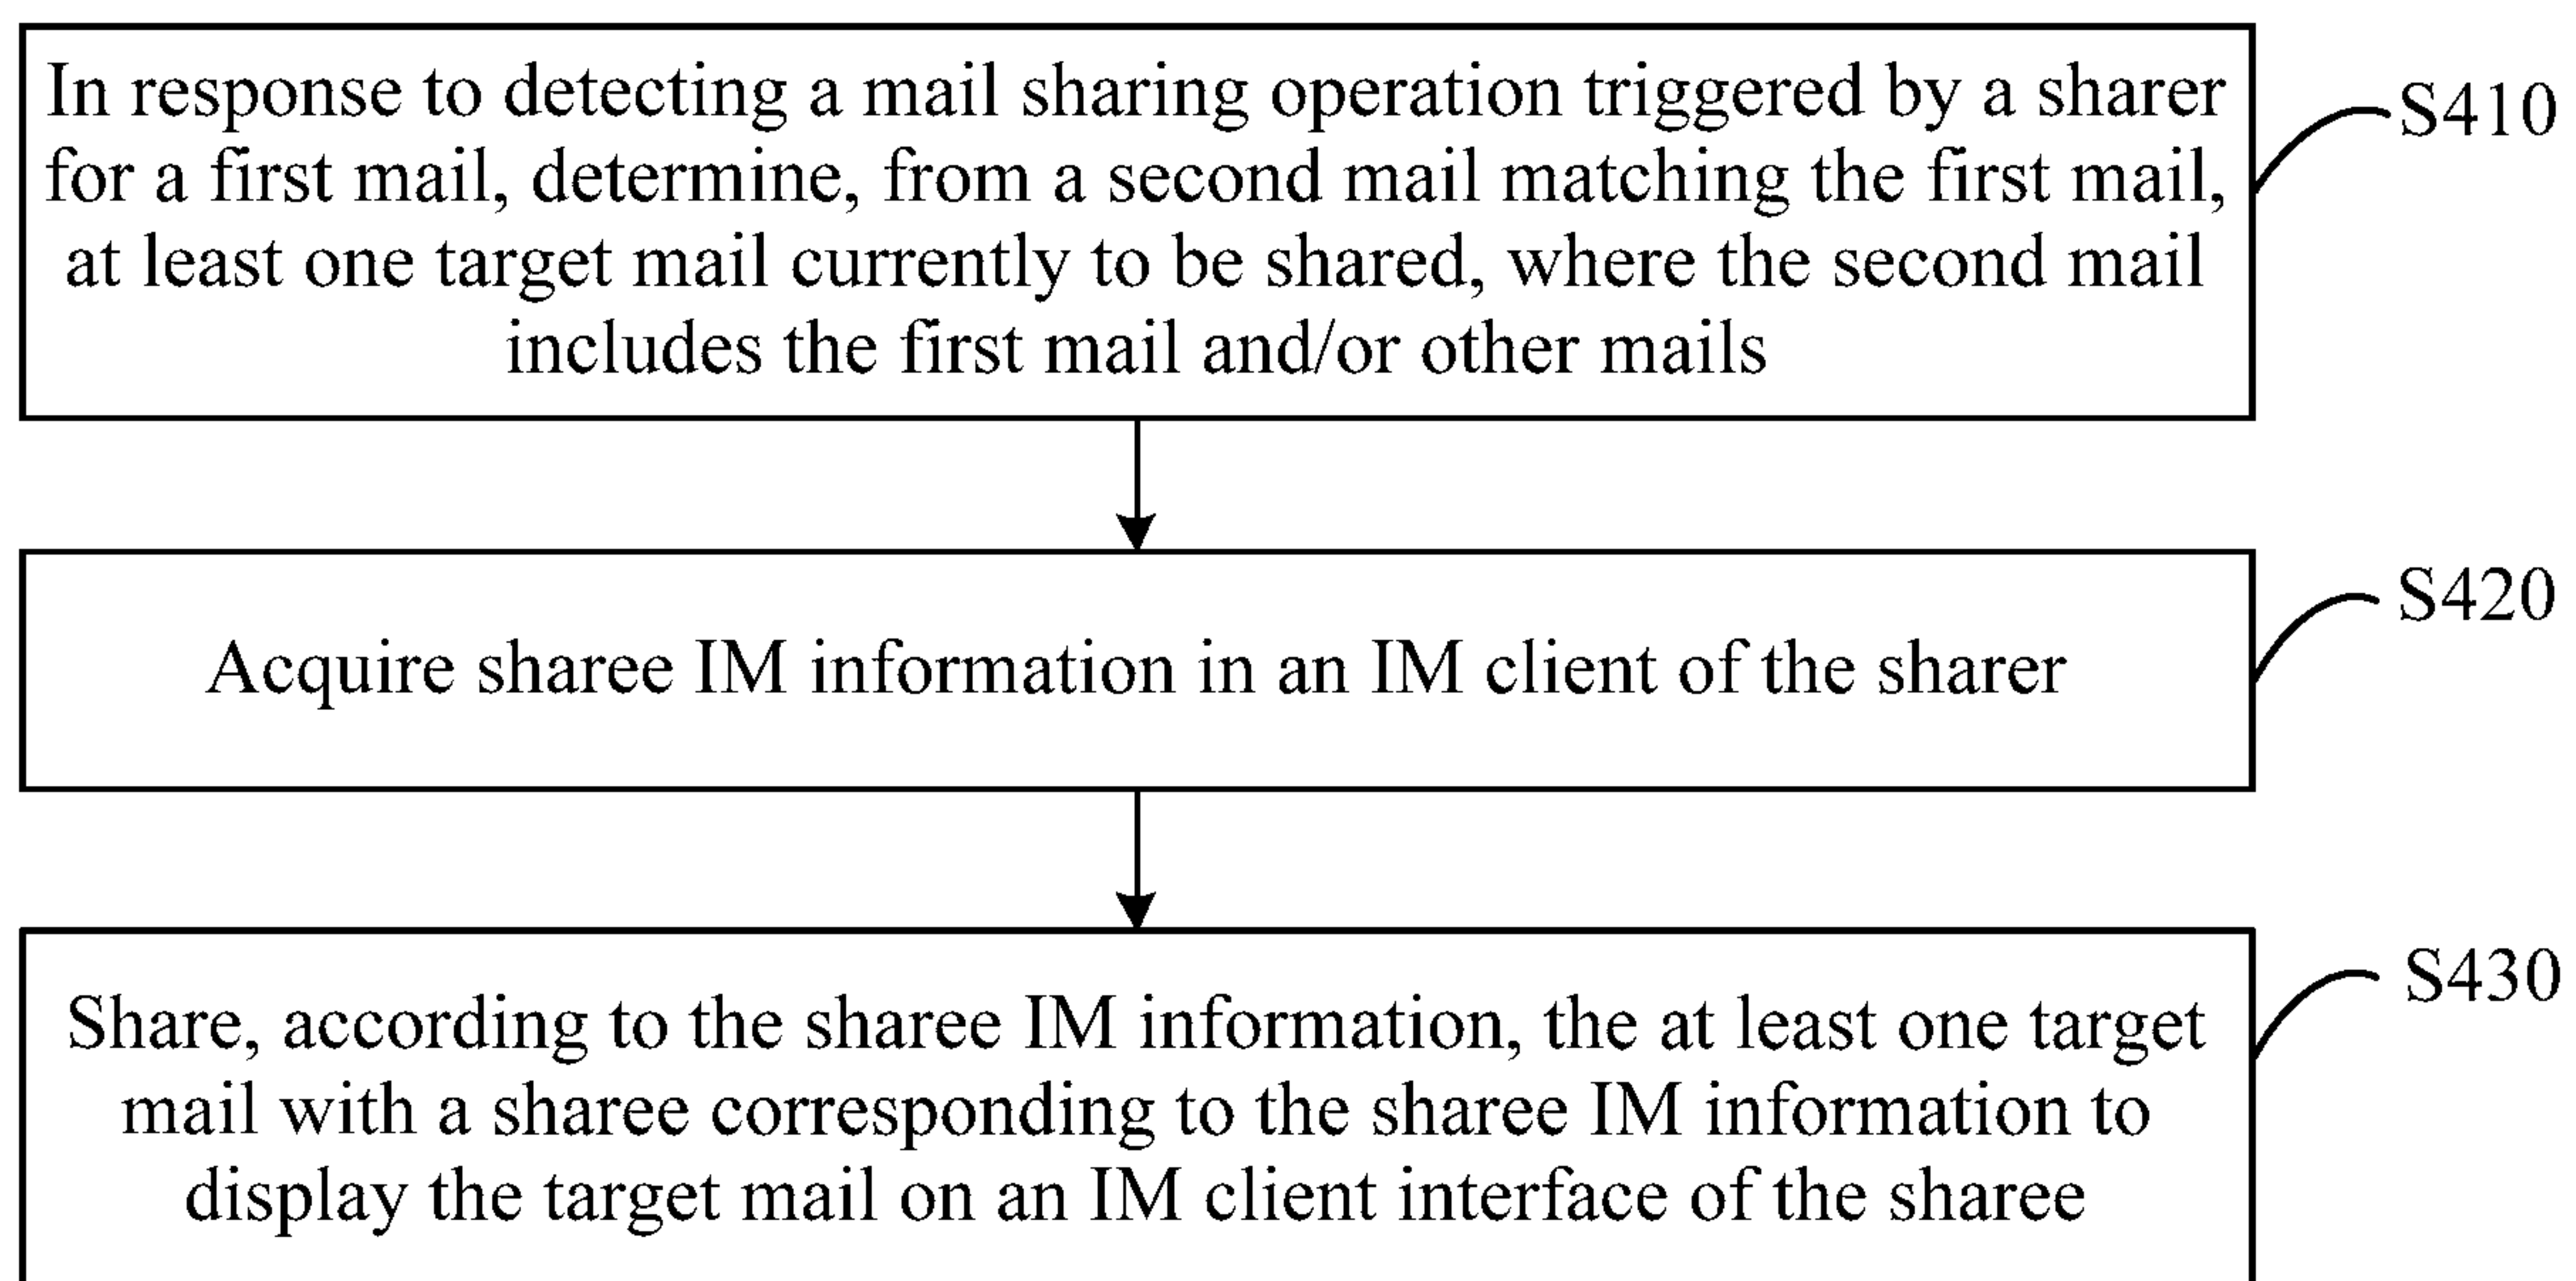 In response to detecting a mail sharing operation triggered by a sharer
for a first mail, determine, from a second mail matching the first mail,
at least one target mail currently to be shared, where the second mail
includes the first mail and/or other mails
S410
Acquire sharee IM information in an IM client of the sharer
S420
Share, according to the sharee IM information, the at least one target
mail with a sharee corresponding to the sharee IM information to
display the target mail on an IM client interface of the sharee
S430